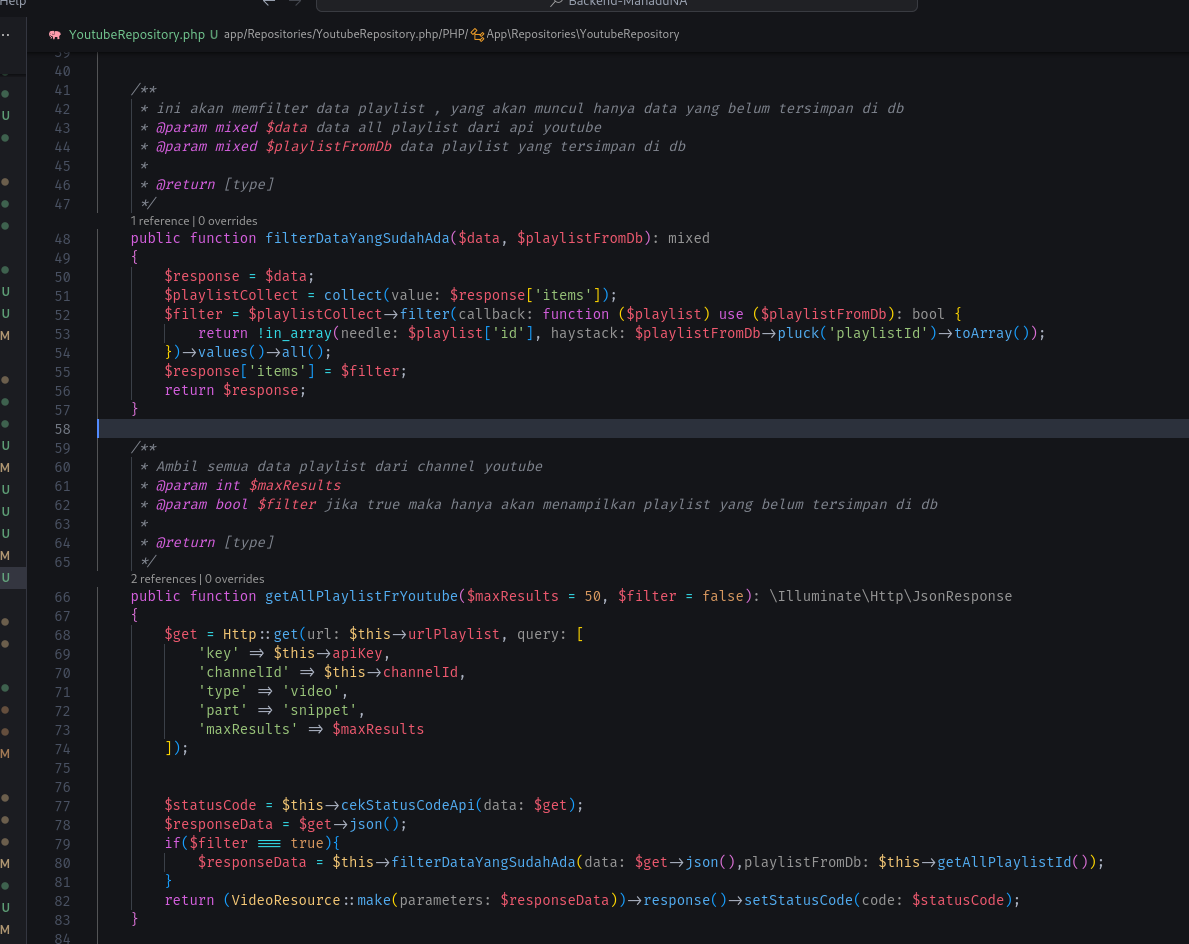 Help
Backend-ManaduNA
YoutubeRepository.php U app/Repositories/YoutubeRepository.php/PHP/ App\Repositories\YoutubeRepository
39
40
41 /**
42 * ini akan memfilter data playlist , yang akan muncul hanya data yang belum tersimpan di db
43 * @param mixed $data data all playlist dari api youtube
44 * @param mixed $playlistFromDb data playlist yang tersimpan di db
45 *
46 * @return [type]
47 */
1 reference | 0 overrides
48 public function filterDataYangSudahAda($data, $playlistFromDb): mixed
49 {
50 $response = $data;
51 $playlistCollect = collect(value: $response['items']);
52 $filter = $playlistCollect->filter(callback: function ($playlist) use ($playlistFromDb): bool {
53 return !in_array(needle: $playlist['id'], haystack: $playlistFromDb->pluck('playlistId')->toArray());
54 })->values()->all();
55 $response['items'] = $filter;
56 return $response;
57 }
58
59 /**
60 * Ambil semua data playlist dari channel youtube
61 * @param int $maxResults
62 * @param bool $filter jika true maka hanya akan menampilkan playlist yang belum tersimpan di db
63 *
64 * @return [type]
65 */
2 references | 0 overrides
66 public function getAllPlaylistFrYoutube($maxResults = 50, $filter = false): \Illuminate\Http\JsonResponse
67 {
68 $get = Http::get(url: $this->urlPlaylist, query: [
69 'key' => $this->apiKey,
70 'channelId' => $this->channelId,
71 'type' => 'video',
72 'part' => 'snippet',
73 'maxResults' => $maxResults
74 ]);
75
76
77 $statusCode = $this->cekStatusCodeApi(data: $get);
78 $responseData = $get->json();
79 if($filter === true){
80 $responseData = $this->filterDataYangSudahAda(data: $get->json(),playlistFromDb: $this->getAllPlaylistId());
81 }
82 return (VideoResource::make(parameters: $responseData))->response()->setStatusCode(code: $statusCode);
83 }
84